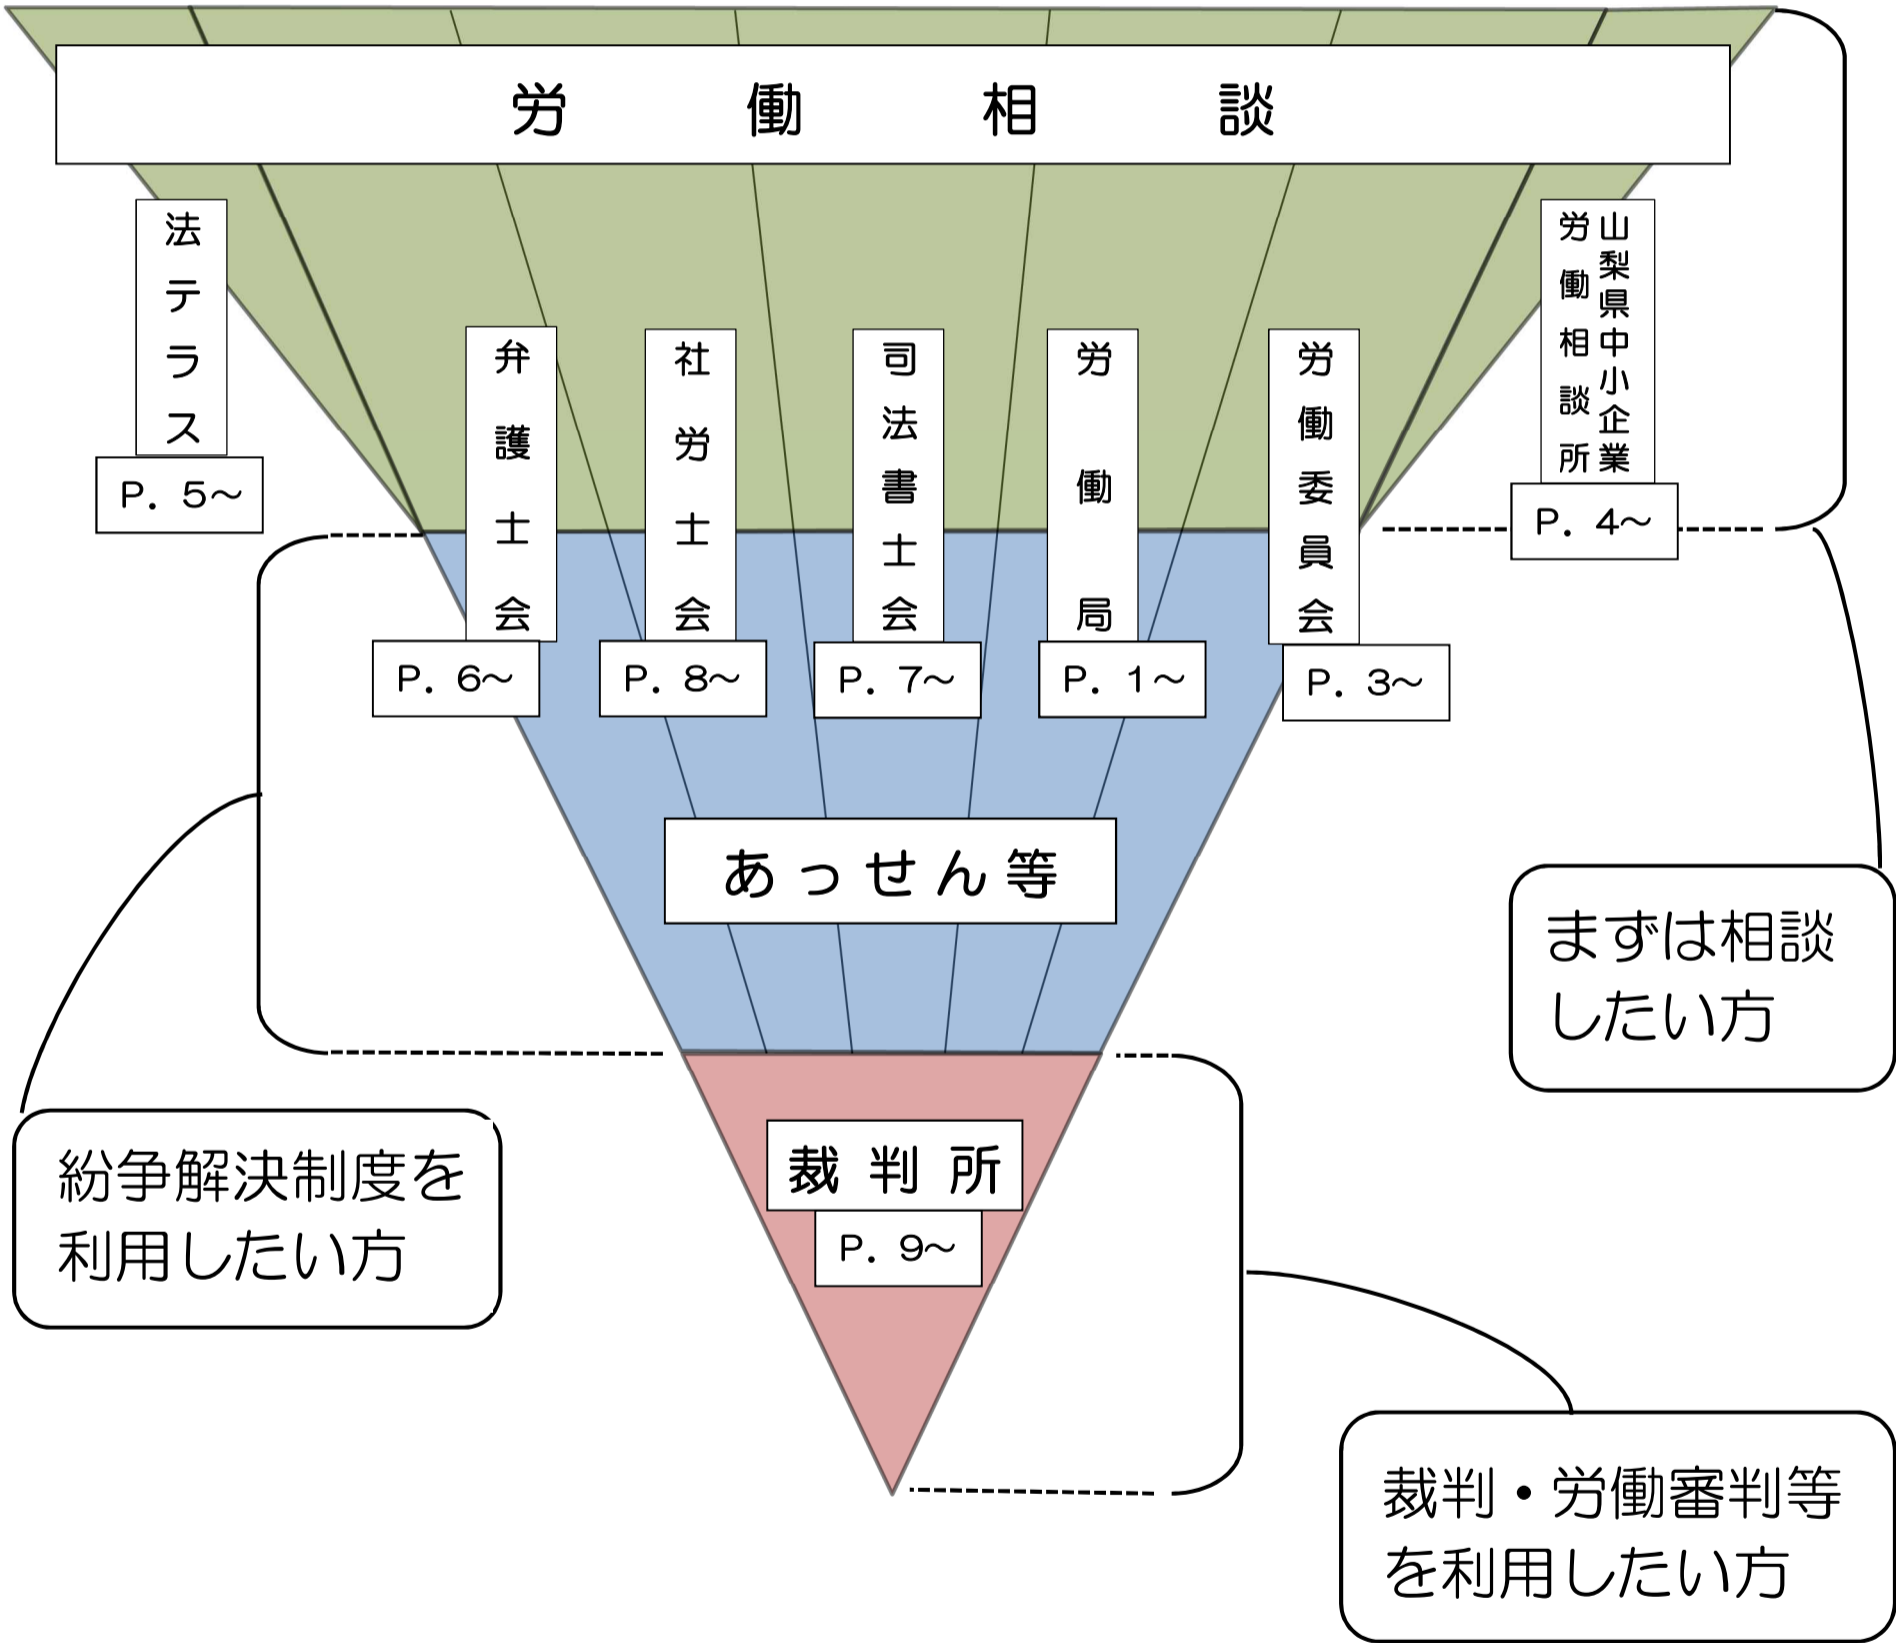 労働相談
法テラス
P．5～
弁護士会
P．6～
社労士会
P．8～
司法書士会
P．7～
労働局
P．1～
労働委員会
P．3～
山梨県中小企業
労働相談所
P．4～
あっせん等
まずは相談
したい方
紛争解決制度を
利用したい方
裁判所
P．9～
裁判・労働審判等
を利用したい方